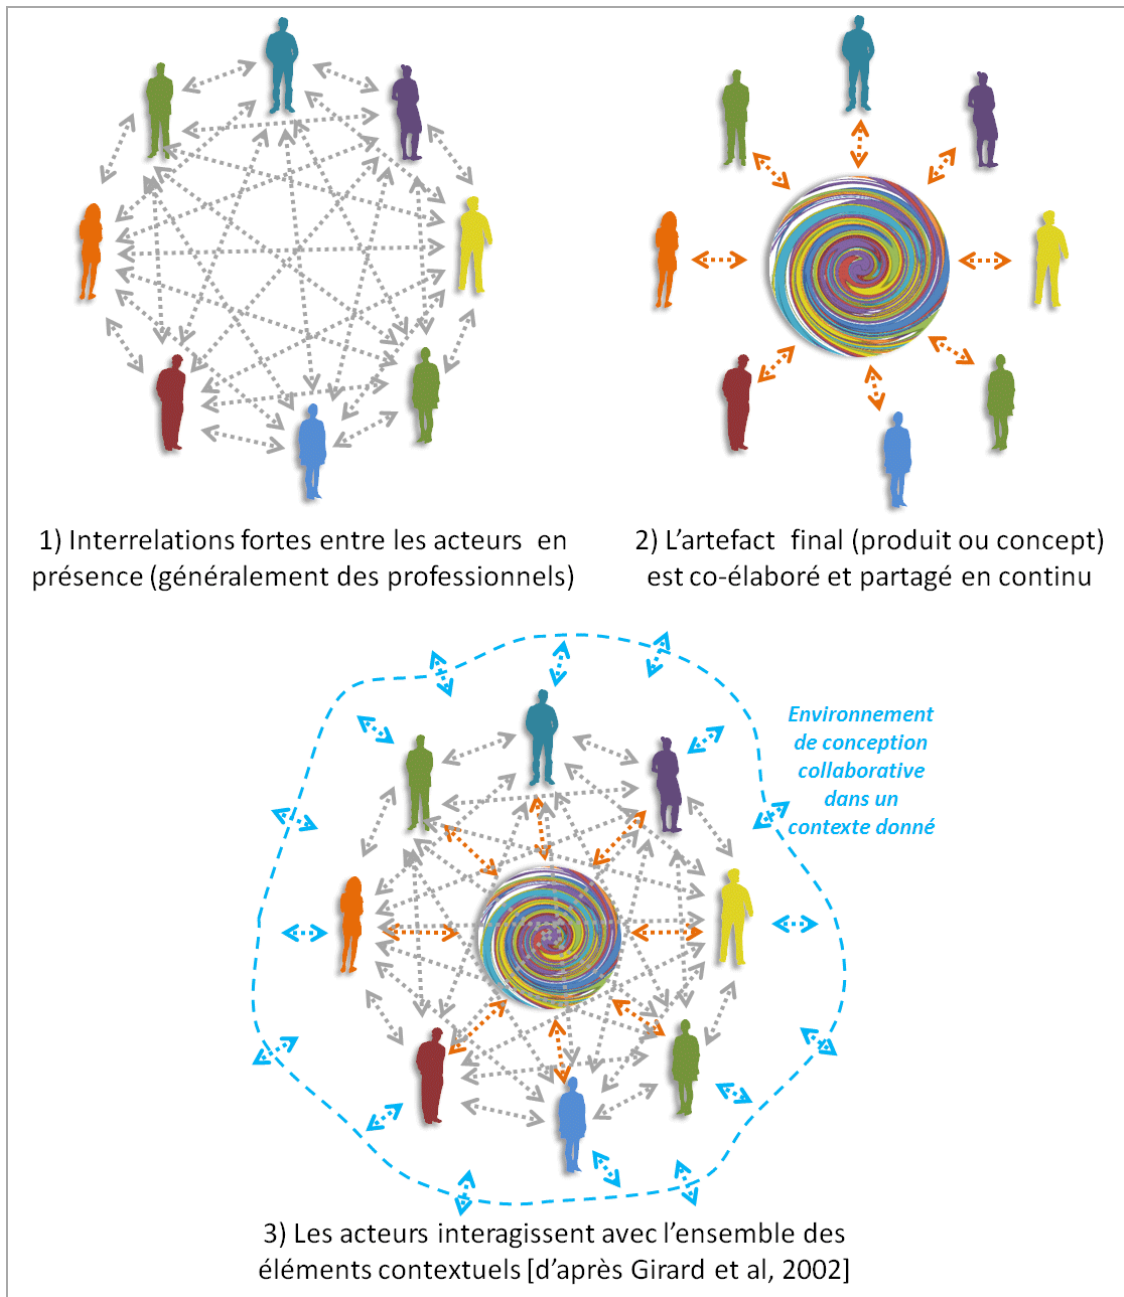 1) Interrelations fortes entre les acteurs en
présence (généralement des professionnels)
2) L'artefact final (produit ou concept)
est co-élaboré et partagé en continu
Environnement
de conception
collaborative
dans un
contexte donné
3) Les acteurs interagissent avec l'ensemble des
éléments contextuels [d'après Girard et al, 2002]